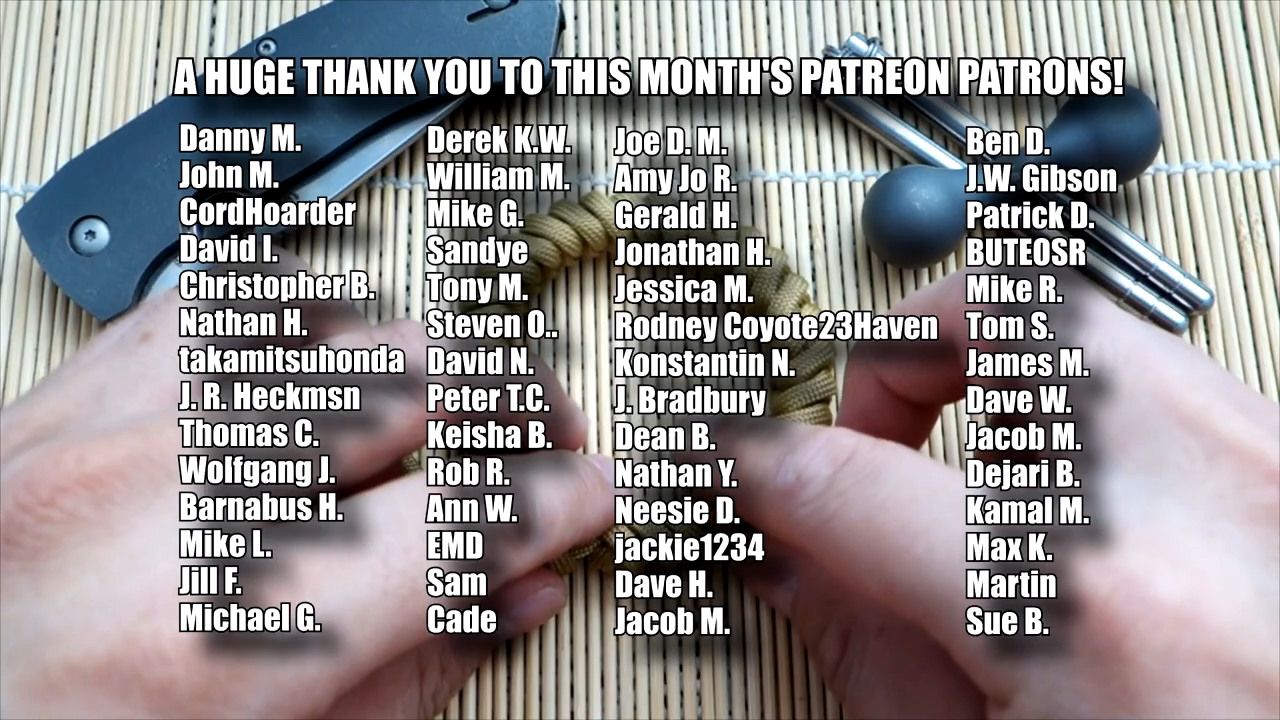 A HUGE THANK YOU TO THIS MONTH'S PATREON PATRONS!
Danny M.
John M.
CordHoarder
David I.
Christopher B.
Nathan H.
takamitsuhonda
J. R. Heckmsn
Thomas C.
Wolfgang J.
Barnabus H.
Mike L.
Jill F.
Michael G.
Derek K.W.
William M.
Mike G.
Sandye
Tony M.
Steven O..
David N.
Peter T.C.
Keisha B.
Rob R.
Ann W.
EMD
Sam
Cade
Joe D. M.
Amy Jo R.
Gerald H.
Jonathan H.
Jessica M.
Rodney Coyote23Haven
Konstantin N.
J. Bradbury
Dean B.
Nathan Y.
Neesie D.
jackie1234
Dave H.
Jacob M.
Ben D.
J.W. Gibson
Patrick D.
BUTEOSR
Mike R.
Tom S.
James M.
Dave W.
Jacob M.
Dejari B.
Kamal M.
Max K.
Martin
Sue B.